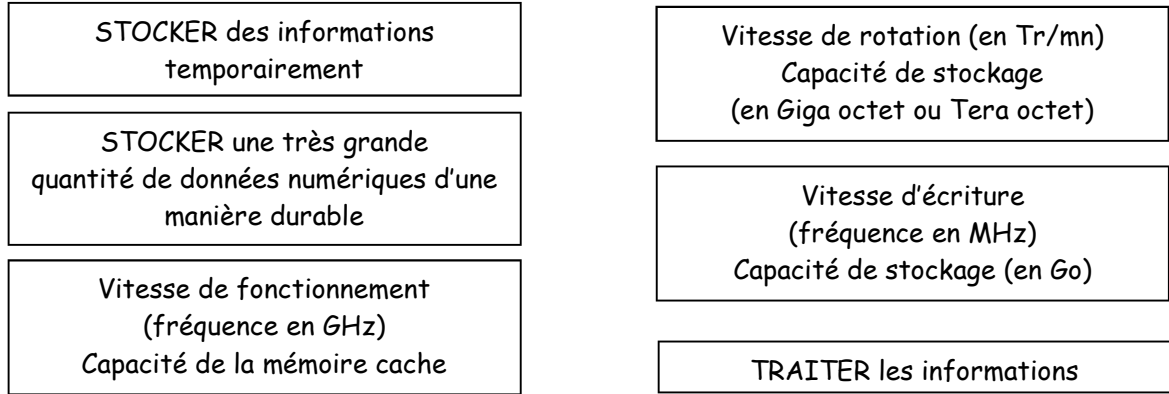 STOCKER des informations
temporairement
STOCKER une très grande
quantité de données numériques d'une
manière durable
Vitesse de fonctionnement
(fréquence en GHz)
Capacité de la mémoire cache
Vitesse de rotation (en Tr/mn)
Capacité de stockage
(en Giga octet ou Tera octet)
Vitesse d'écriture
(fréquence en MHz)
Capacité de stockage (en Go)
TRAITER les informations